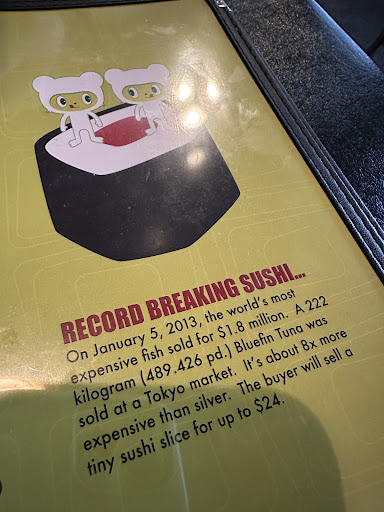 RECORD BREAKING SUSHI...
On January 5, 2013, the world's most
expensive fish sold for $1.8 million. A 222
kilogram (489.426 pd.) Bluefin Tuna was
sold at a Tokyo market. It's about 8x more
expensive than silver. The buyer will sell a
tiny sushi slice for up to $24.